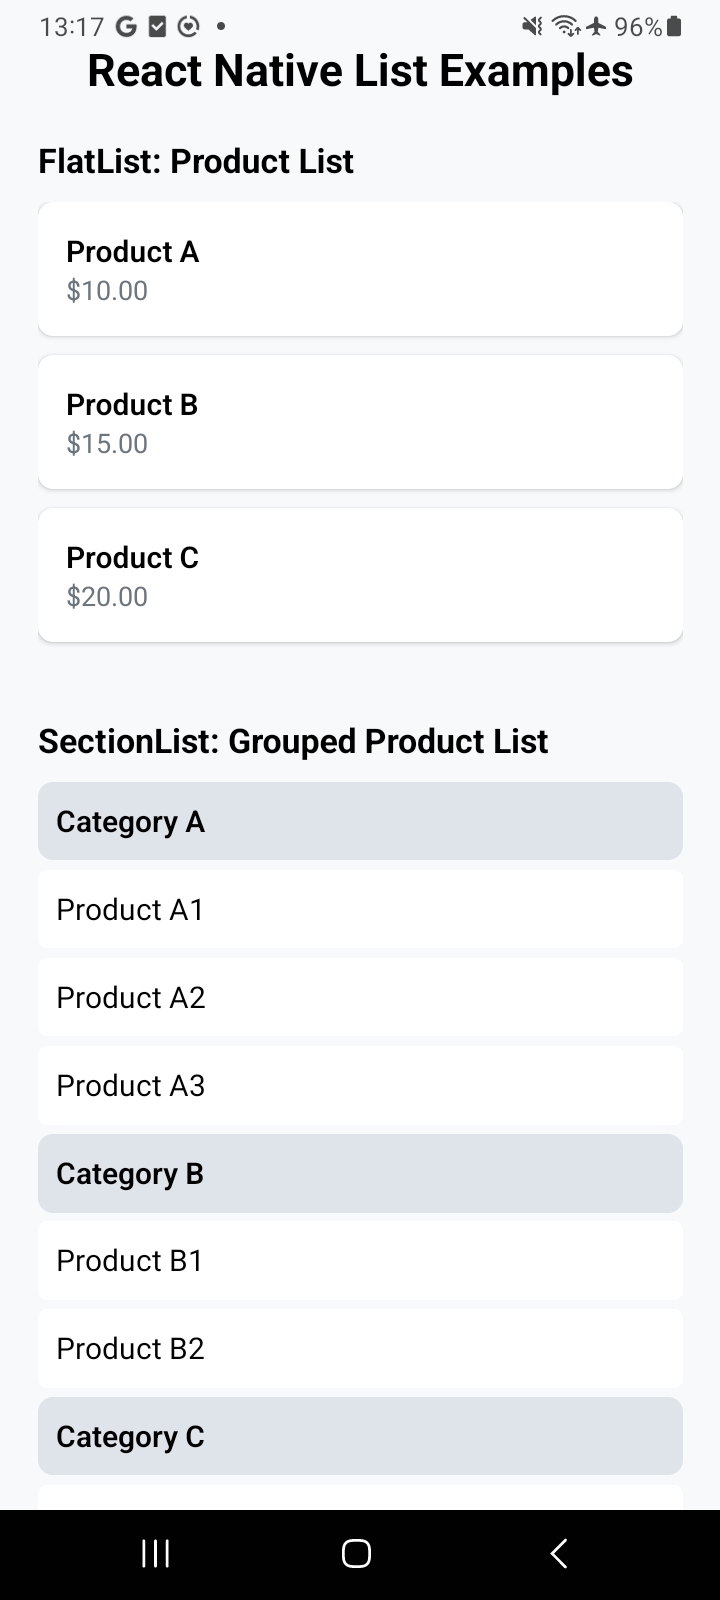 13:17 96%
React Native List Examples
FlatList: Product List
Product A
$10.00
Product B
$15.00
Product C
$20.00
SectionList: Grouped Product List
Category A
Product A1
Product A2
Product A3
Category B
Product B1
Product B2
Category C